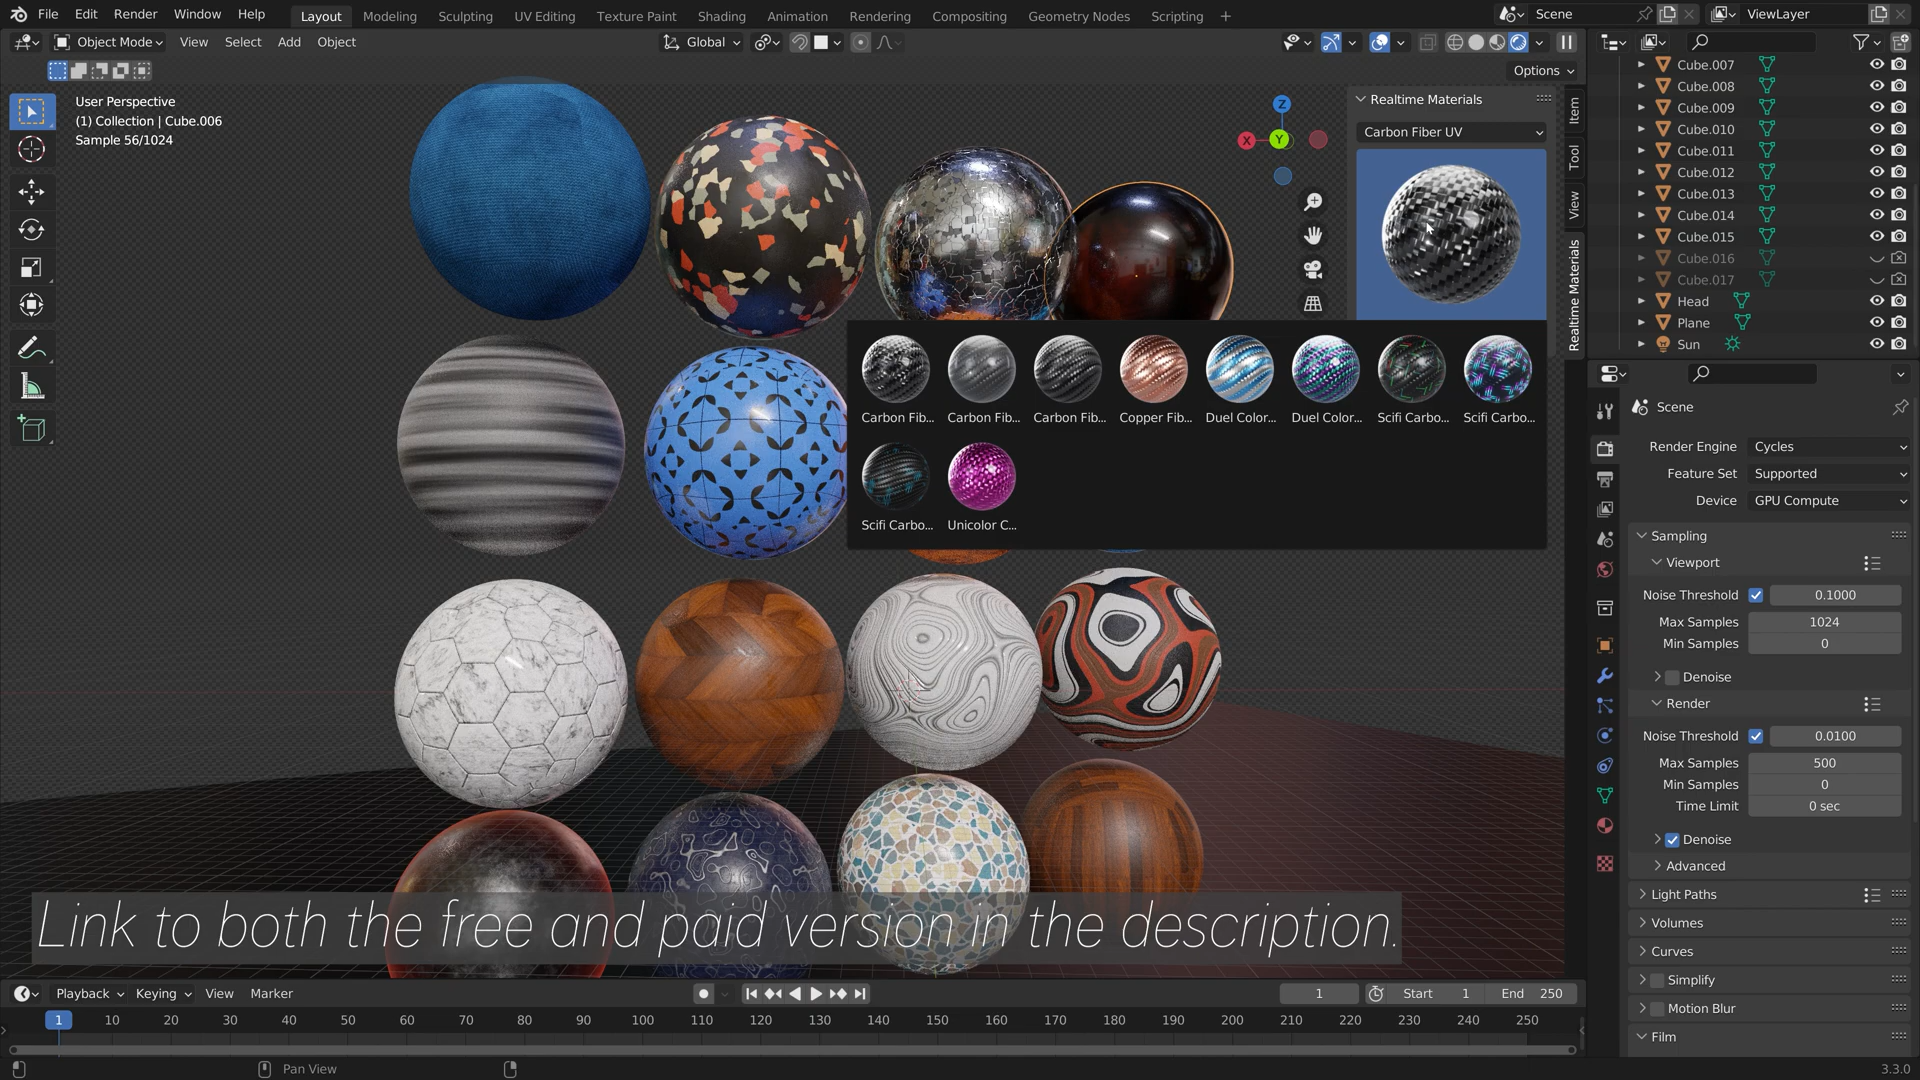 File Edit Render Window Help Layout Modeling Sculpting UV Editing Texture Paint Shading Animation Rendering Compositing Geometry Nodes Scripting + Scene ViewLayer
Object Mode View Select Add Object Global
Options
User Perspective
(1) Collection | Cube.006
Sample 56/1024
Z
X
Y
Realtime Materials
Carbon Fiber UV
Item
Tool
View
Realtime Materials
Carbon Fib... Carbon Fib... Carbon Fib... Copper Fib... Duel Color... Duel Color... Scifi Carbo... Scifi Carbo...
Scifi Carbo... Unicolor C...
Cube.007
Cube.008
Cube.009
Cube.010
Cube.011
Cube.012
Cube.013
Cube.014
Cube.015
Cube.016
Cube.017
Head
Plane
Sun
Scene
Render Engine Cycles
Feature Set Supported
Device GPU Compute
Sampling
Viewport
Noise Threshold 0.1000
Max Samples 1024
Min Samples 0
Denoise
Render
Noise Threshold 0.0100
Max Samples 500
Min Samples 0
Time Limit 0 sec
Denoise
Advanced
Light Paths
Volumes
Curves
Simplify
Motion Blur
Film
Link to both the free and paid version in the description.
Playback Keying View Marker 1 Start 1 End 250
1 10 20 30 40 50 60 70 80 90 100 110 120 130 140 150 160 170 180 190 200 210 220 230 240 250
Pan View 3.3.0